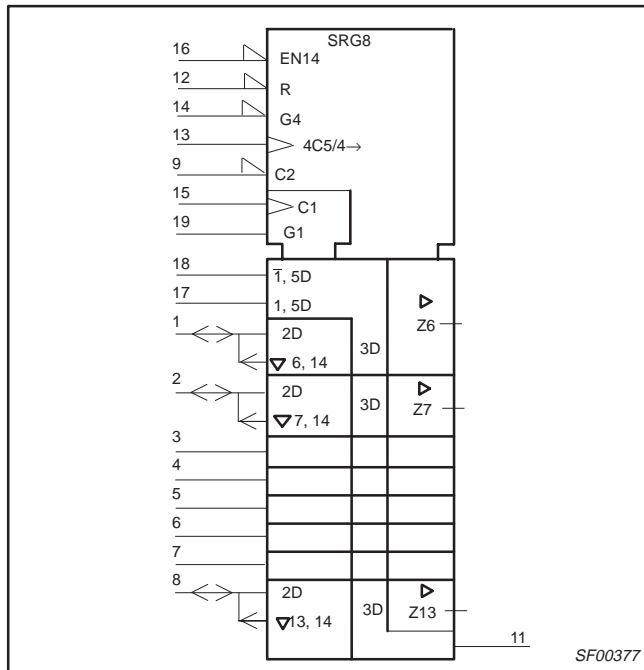 SRG8
16 EN14
12 R
14 G4
13 4C5/4→
9 C2
15 C1
19 G1
18 1̅, 5D
17 1, 5D
Z6
1 2D 3D
6, 14
2 2D 3D Z7
7, 14
3
4
5
6
7
8 2D 3D Z13
13, 14
11
SF00377